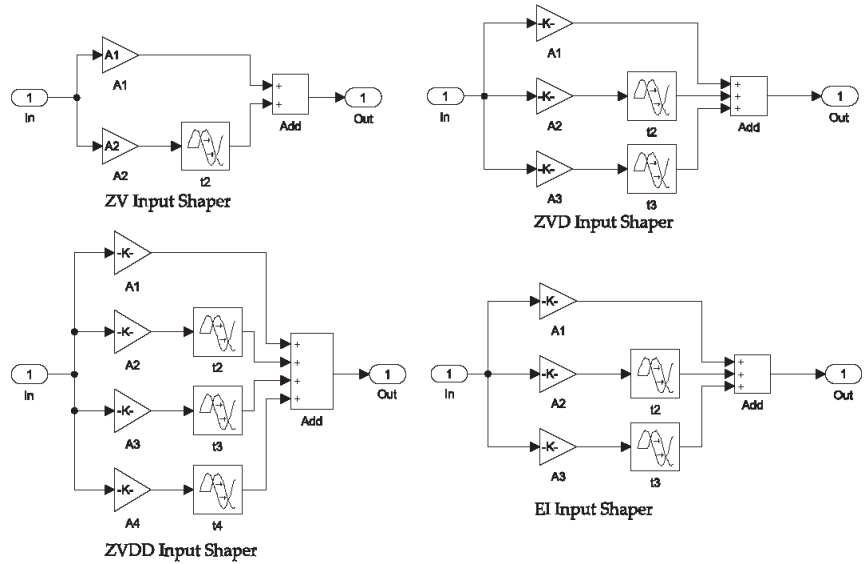 A1
A1
1
In
A2
A2
t2
+
+
Add
1
Out
ZV Input Shaper
-K-
A1
1
In
-K-
A2
t2
-K-
A3
t3
+
+
+
Add
1
Out
ZVD Input Shaper
-K-
A1
-K-
A2
t2
1
In
-K-
A3
t3
-K-
A4
t4
+
+
+
+
Add
1
Out
ZVDD Input Shaper
-K-
A1
1
In
-K-
A2
t2
-K-
A3
t3
+
+
+
Add
1
Out
EI Input Shaper